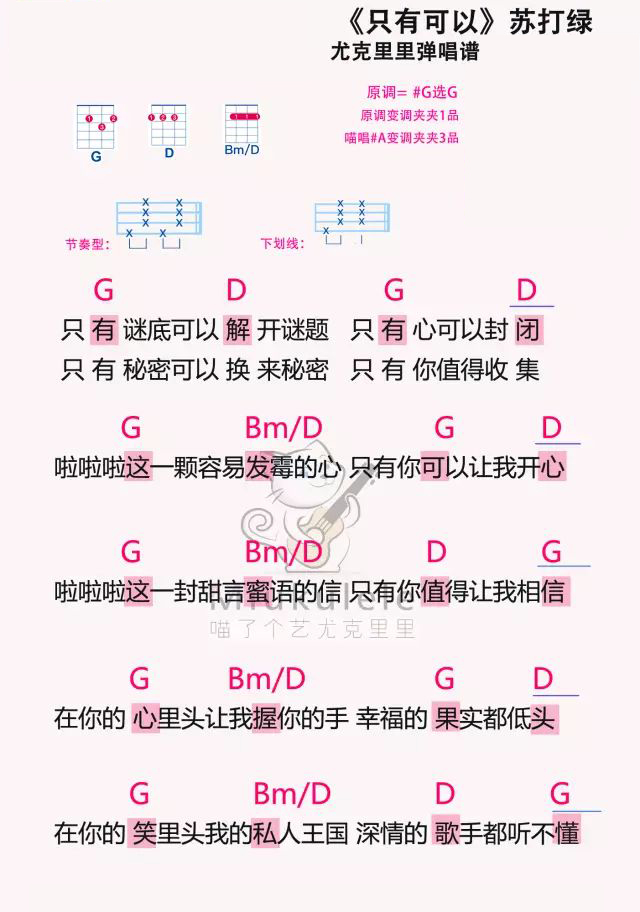 《只有可以》苏打绿
尤克里里弹唱谱
原调= #G选G
原调变调夹夹1品
喵唱#A变调夹夹3品
G D Bm/D
节奏型: 下划线:
G D G D
只 有 谜底可以 解 开谜题 只 有 心可以封 闭
只 有 秘密可以 换 来秘密 只 有 你值得收 集
G Bm/D G D
啦啦啦这一颗容易发霉的心 只有你可以让我开心
G Bm/D D G
啦啦啦这一封甜言蜜语的信 只有你值得让我相信
Miukulele
喵了个艺尤克里里
G Bm/D G D
在你的 心里头让我握你的手 幸福的 果实都低头
G Bm/D D G
在你的 笑里头我的私人王国 深情的 歌手都听不懂